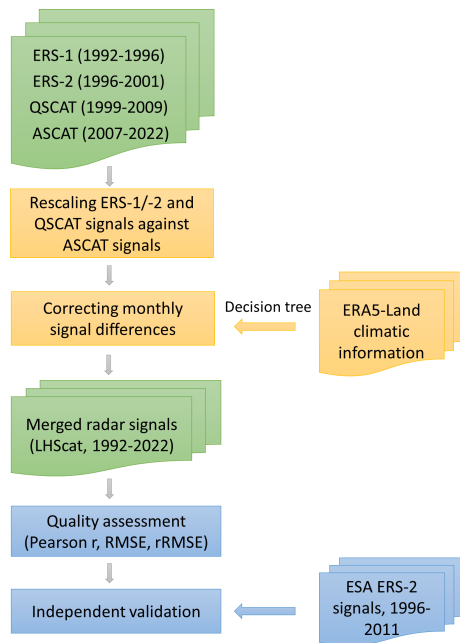 ERS-1 (1992-1996)
ERS-2 (1996-2001)
QSCAT (1999-2009)
ASCAT (2007-2022)
Rescaling ERS-1/-2 and
QSCAT signals against
ASCAT signals
Correcting monthly
signal differences
Decision tree
ERA5-Land
climatic
information
Merged radar signals
(LHScat, 1992-2022)
Quality assessment
(Pearson r, RMSE, rRMSE)
Independent validation
ESA ERS-2
signals, 1996-
2011